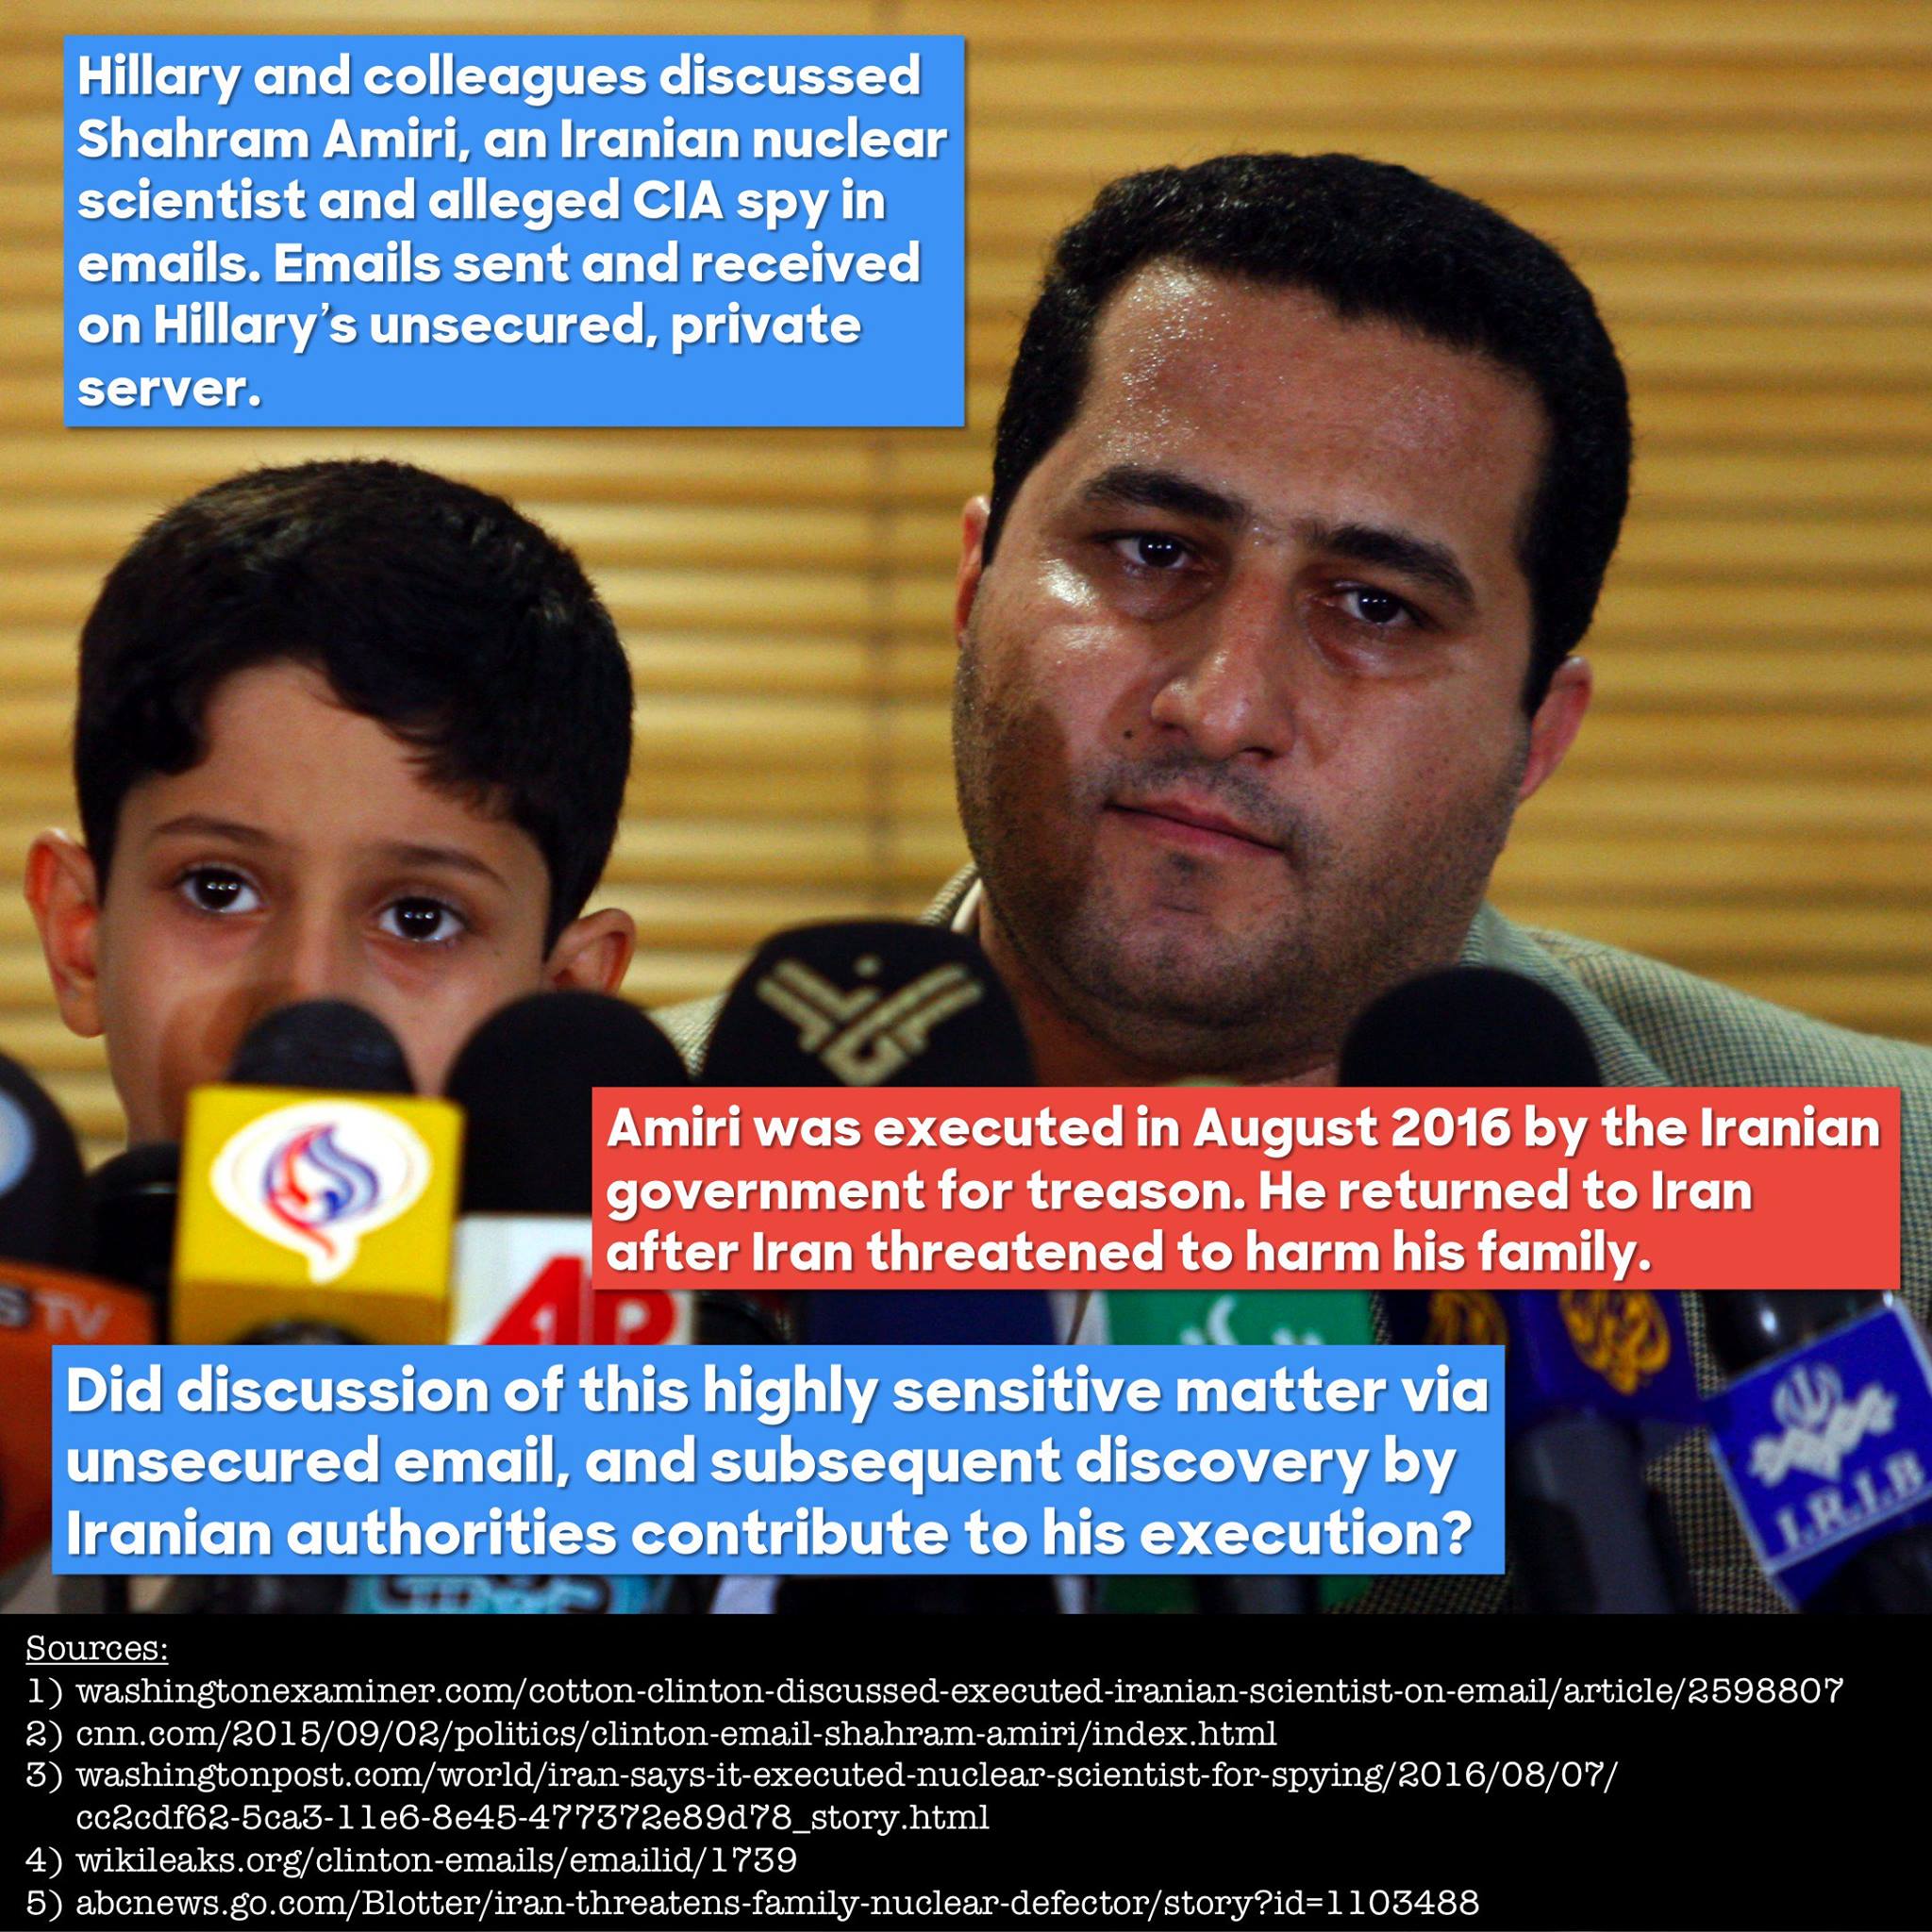 Hillary and colleagues discussed
Shahram Amiri, an Iranian nuclear
scientist and alleged CIA spy in
emails. Emails sent and received
on Hillary's unsecured, private
server.
AP
S TV
Amiri was executed in August 2016 by the Iranian
government for treason. He returned to Iran
after Iran threatened to harm his family.
I.R.I.B
Did discussion of this highly sensitive matter via
unsecured email, and subsequent discovery by
Iranian authorities contribute to his execution?
Sources:
1) washingtonexaminer.com/cotton-clinton-discussed-executed-iranian-scientist-on-email/article/2598807
2) cnn.com/2015/09/02/politics/clinton-email-shahram-amiri/index.html
3) washingtonpost.com/world/iran-says-it-executed-nuclear-scientist-for-spying/2016/08/07/
cc2cdf62-5ca3-11e6-8e45-477372e89d78_story.html
4) wikileaks.org/clinton-emails/emailid/1739
5) abcnews.go.com/Blotter/iran-threatens-family-nuclear-defector/story?id=1103488